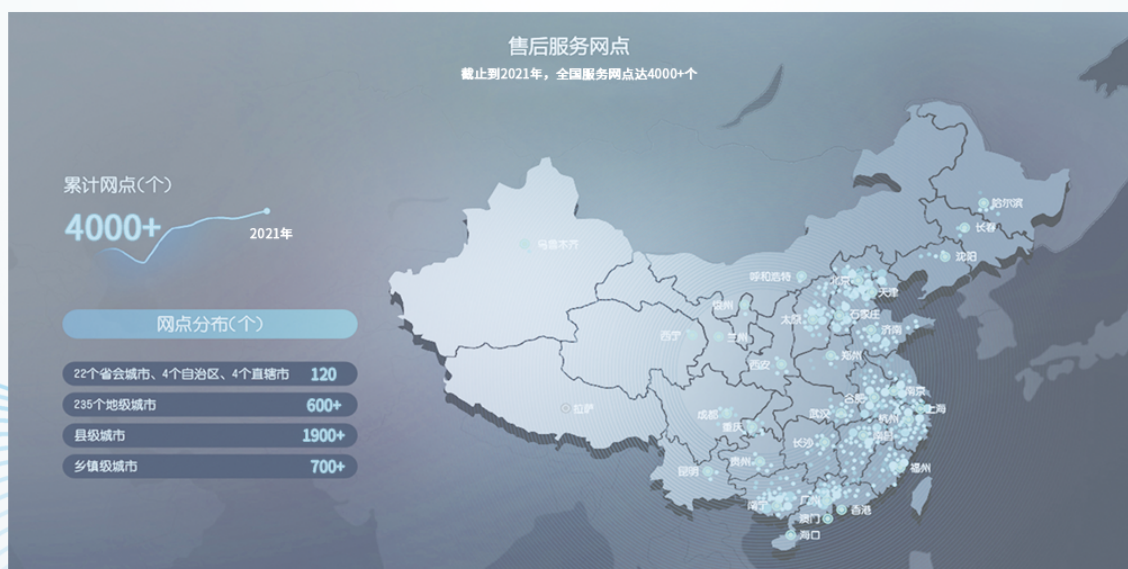 售后服务网点
截止到2021年，全国服务网点达4000+个
累计网点(个)
4000+
2021年
网点分布(个)
22个省会城市、4个自治区、4个直辖市 120
235个地级城市 600+
县级城市 1900+
乡镇级城市 700+
哈尔滨
长春
沈阳
乌鲁木齐
呼和浩特
北京
天津
太原
石家庄
西宁
兰州
济南
西安
郑州
合肥
南京
拉萨
成都
武汉
上海
重庆
杭州
长沙
贵州
昆明
福州
南宁
广州
香港
澳门
海口